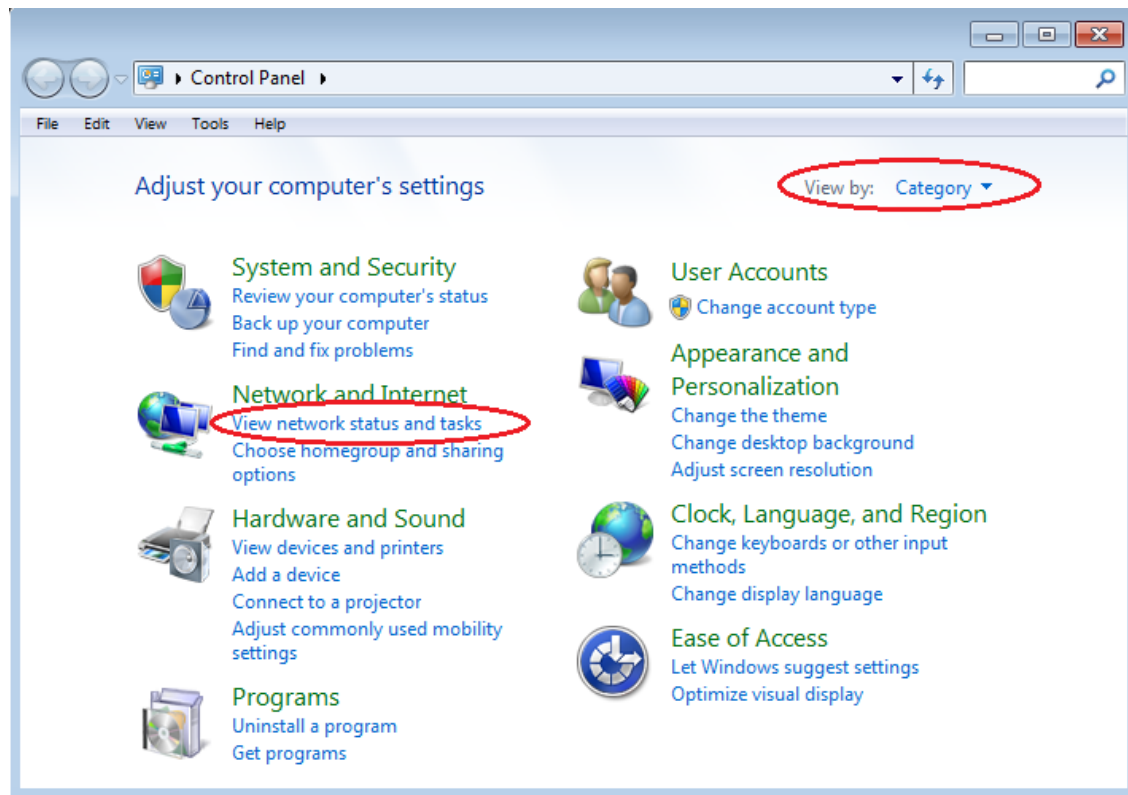 Control Panel
File Edit View Tools Help
Adjust your computer's settings
View by: Category
System and Security
Review your computer's status
Back up your computer
Find and fix problems
Network and Internet
View network status and tasks
Choose homegroup and sharing
options
Hardware and Sound
View devices and printers
Add a device
Connect to a projector
Adjust commonly used mobility
settings
Programs
Uninstall a program
Get programs
User Accounts
Change account type
Appearance and
Personalization
Change the theme
Change desktop background
Adjust screen resolution
Clock, Language, and Region
Change keyboards or other input
methods
Change display language
Ease of Access
Let Windows suggest settings
Optimize visual display